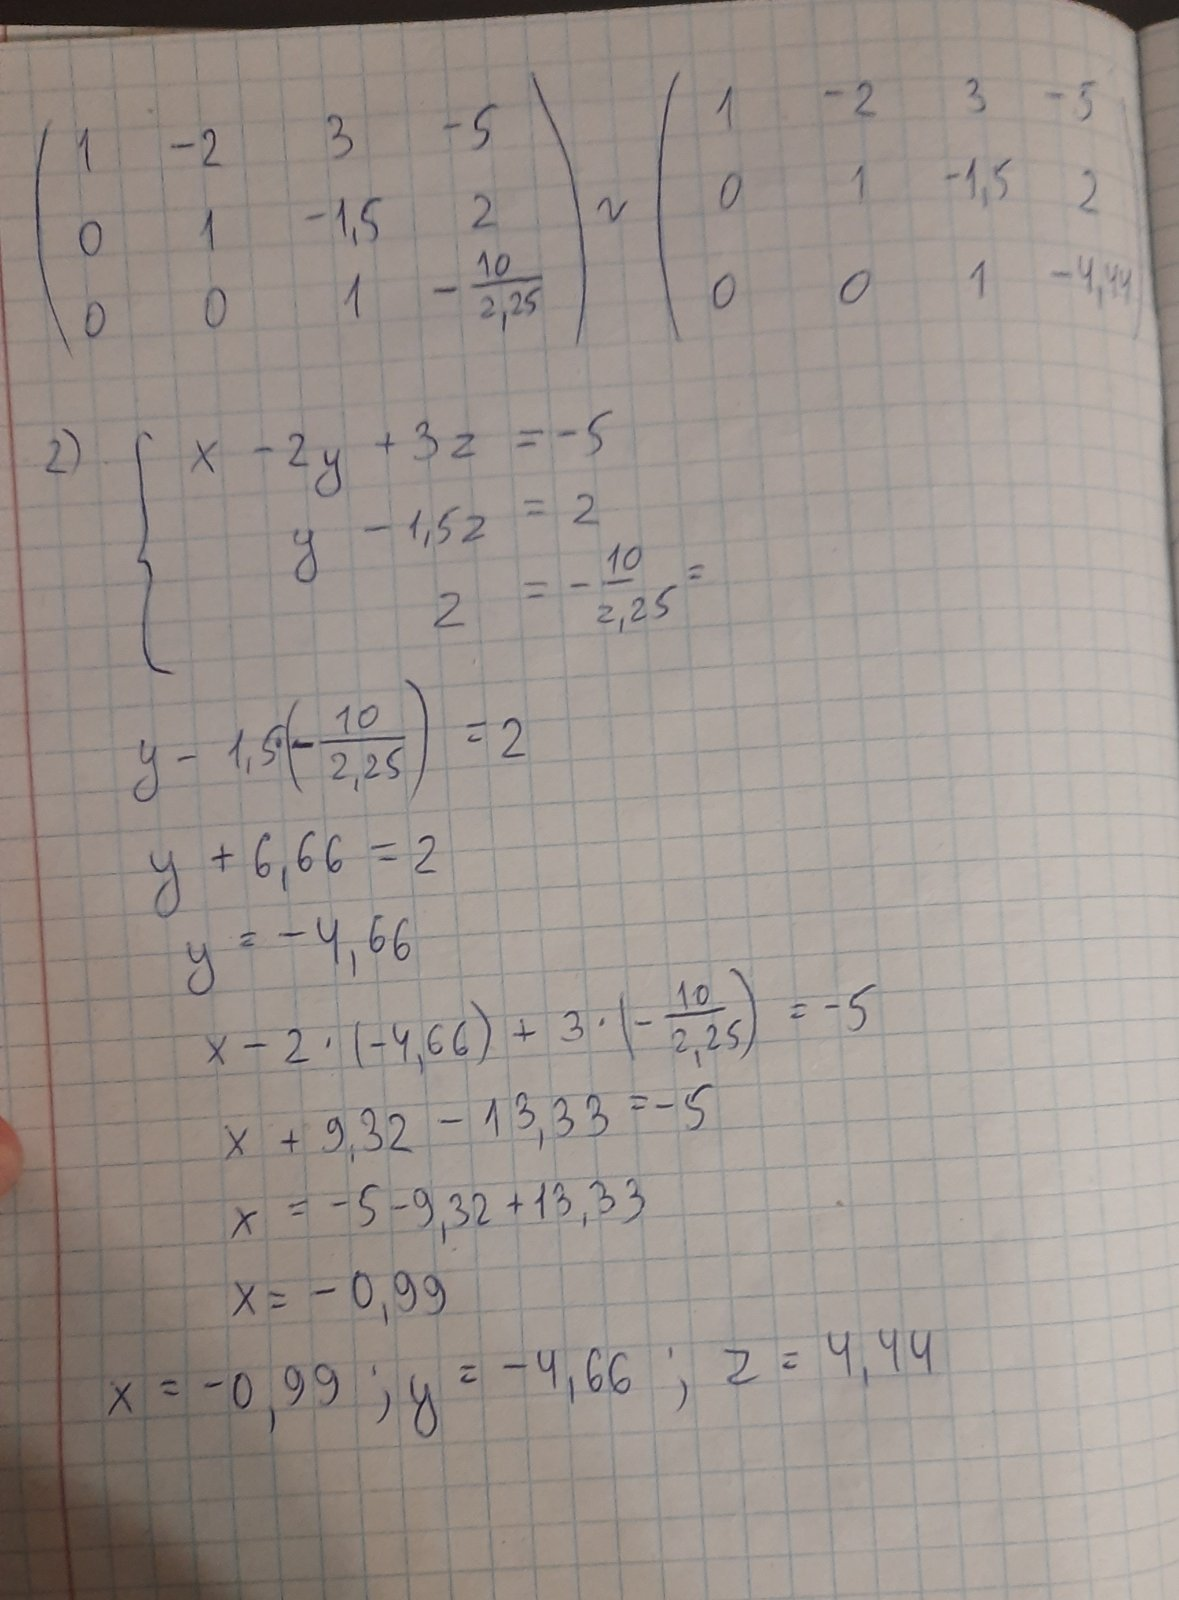 ( 1 -2 3 -5 ) ~ ( 1 -2 3 -5 )
( 0 1 -1,5 2 ) ( 0 1 -1,5 2 )
( 0 0 1 -10/2,25 ) ( 0 0 1 -4,44 )
2) { x - 2y + 3z = -5
y - 1,5z = 2
z = -10/2,25 =
y - 1,5·(-10/2,25) = 2
y + 6,66 = 2
y = -4,66
x - 2·(-4,66) + 3·(-10/2,25) = -5
x + 9,32 - 13,33 = -5
x = -5 - 9,32 + 13,33
x = -0,99
x = -0,99 ; y = -4,66 ; z = 4,44